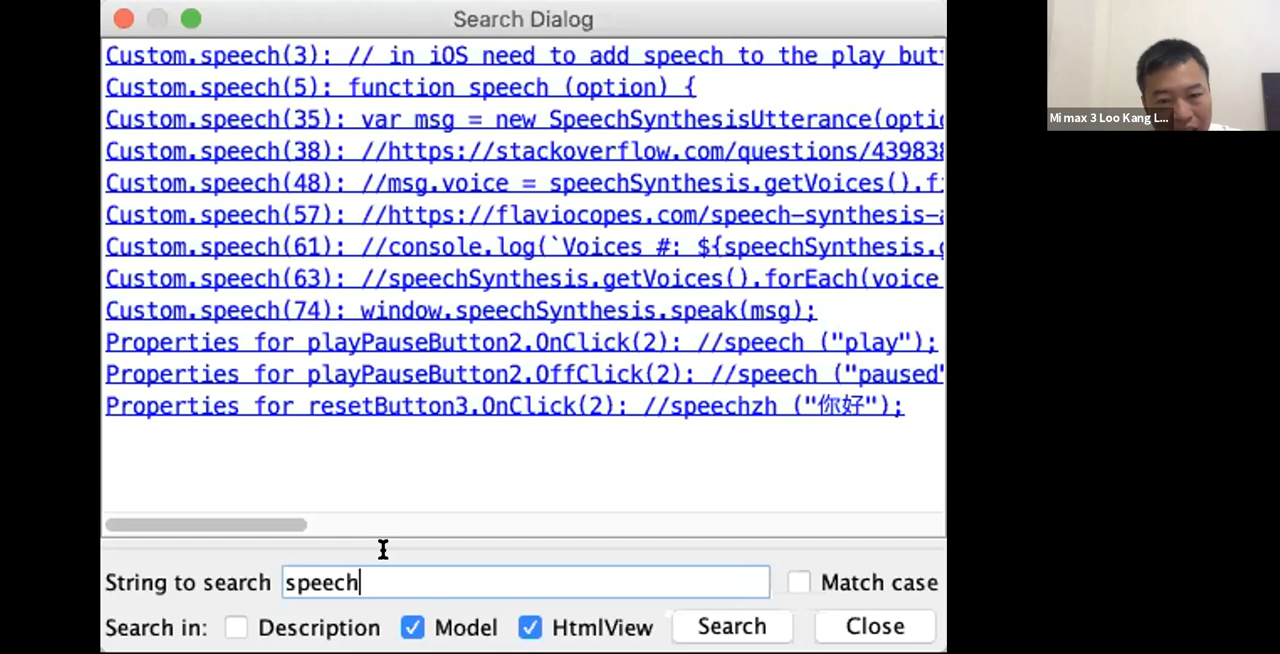 Search Dialog
Custom.speech(3): // in iOS need to add speech to the play but
Custom.speech(5): function speech (option) {
Custom.speech(35): var msg = new SpeechSynthesisUtterance(optio
Custom.speech(38): //https://stackoverflow.com/questions/43983
Custom.speech(48): //msg.voice = speechSynthesis.getVoices().f
Custom.speech(57): //https://flaviocopes.com/speech-synthesis-
Custom.speech(61): //console.log(`Voices #: ${speechSynthesis.
Custom.speech(63): //speechSynthesis.getVoices().forEach(voice
Custom.speech(74): window.speechSynthesis.speak(msg);
Properties for playPauseButton2.OnClick(2): //speech ("play");
Properties for playPauseButton2.OffClick(2): //speech ("paused"
Properties for resetButton3.OnClick(2): //speechzh ("你好");
String to search speech Match case
Search in: Description Model HtmlView Search Close
Mi max 3 Loo Kang L...